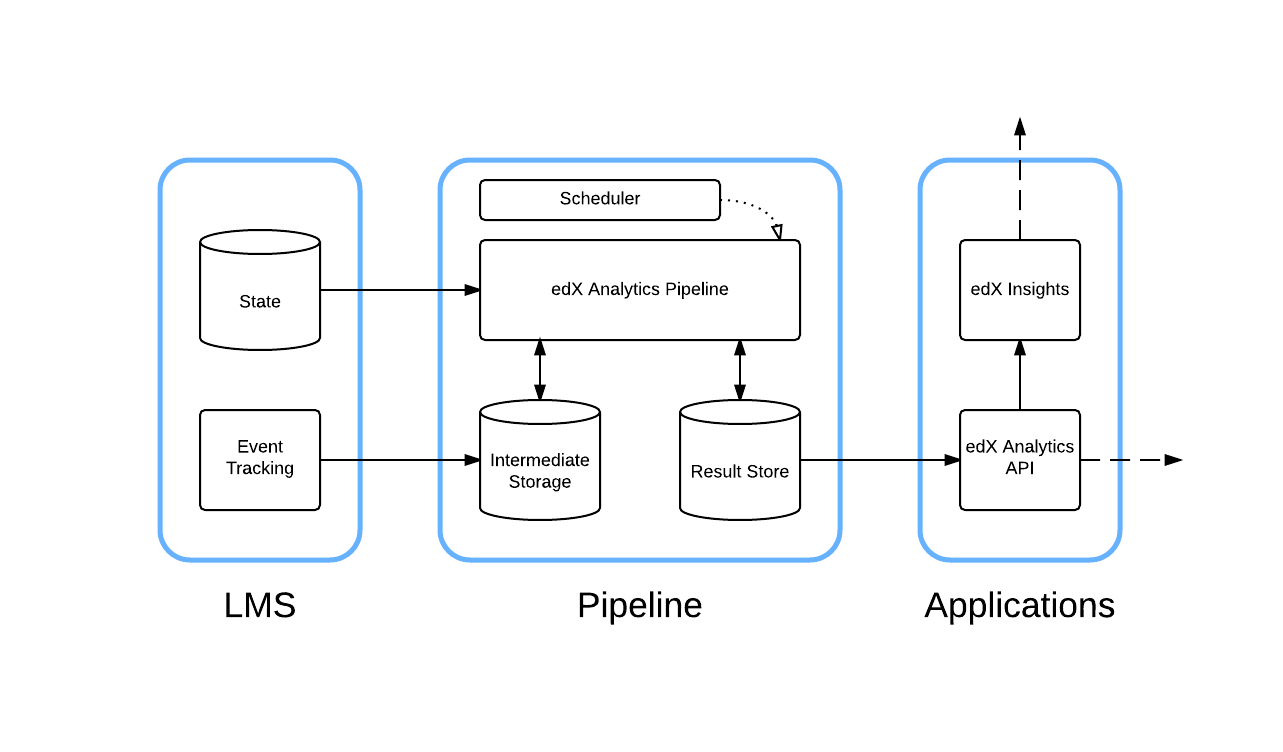 Scheduler
State
edX Analytics Pipeline
edX Insights
Event
Tracking
Intermediate
Storage
Result Store
edX Analytics
API
LMS
Pipeline
Applications